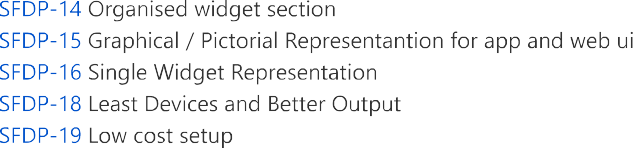 SFDP-14 Organised widget section
SFDP-15 Graphical / Pictorial Representantion for app and web ui
SFDP-16 Single Widget Representation
SFDP-18 Least Devices and Better Output
SFDP-19 Low cost setup